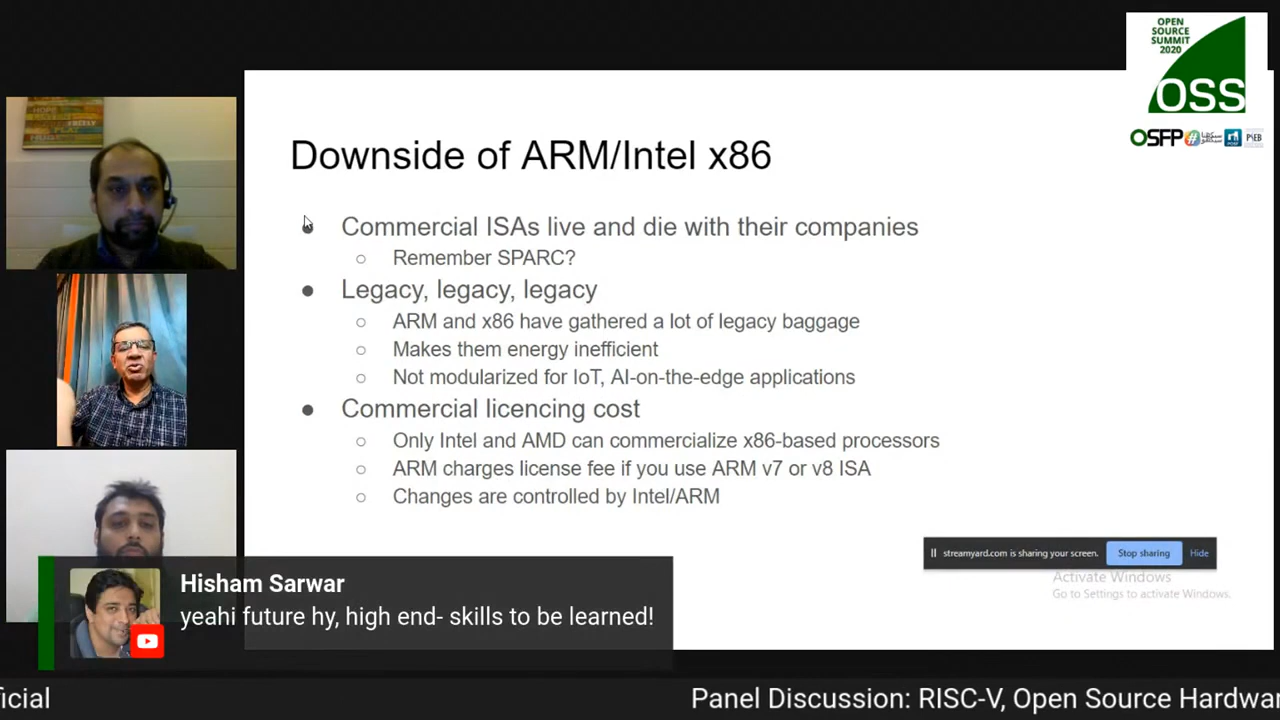 OPEN
SOURCE
SUMMIT
2020
OSS
OSFP
Downside of ARM/Intel x86
Commercial ISAs live and die with their companies
Remember SPARC?
Legacy, legacy, legacy
ARM and x86 have gathered a lot of legacy baggage
Makes them energy inefficient
Not modularized for IoT, AI-on-the-edge applications
Commercial licencing cost
Only Intel and AMD can commercialize x86-based processors
ARM charges license fee if you use ARM v7 or v8 ISA
Changes are controlled by Intel/ARM
streamyard.com is sharing your screen.
Stop sharing
Hide
Activate Windows
Go to Settings to activate Windows.
Hisham Sarwar
yeahi future hy, high end- skills to be learned!
ficial
Panel Discussion: RISC-V, Open Source Hardwar